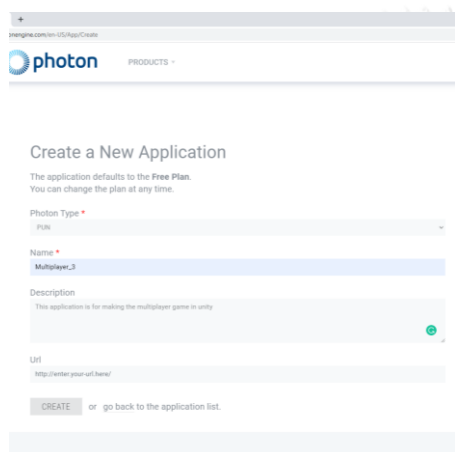 onengine.com/en-US/App/Create
photon PRODUCTS
Create a New Application
The application defaults to the Free Plan.
You can change the plan at any time.
Photon Type *
PUN
Name *
Multiplayer_3
Description
This application is for making the multiplayer game in unity
Url
http://enter.your-url.here/
CREATE or go back to the application list.